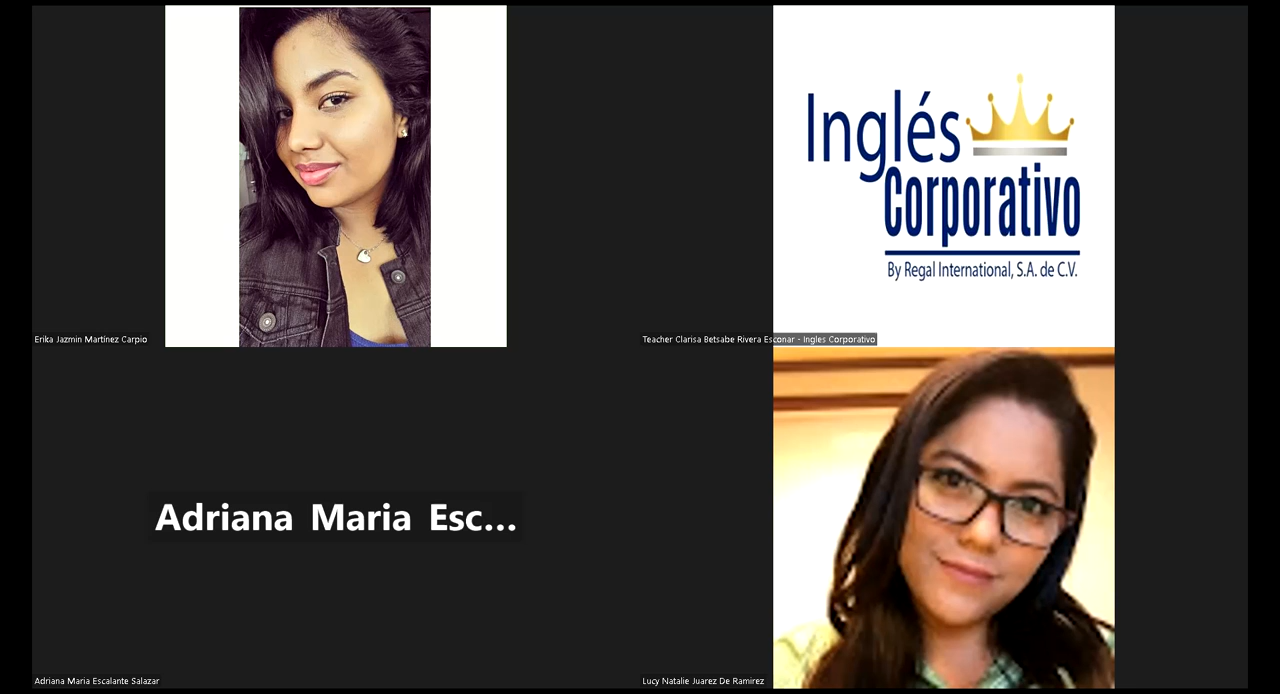 Inglés
Corporativo
By Regal International, S.A. de C.V.
Erika Jazmin Martínez Carpio
Teacher Clarisa Betsabe Rivera Esconar - Ingles Corporativo
Adriana Maria Esc...
Adriana Maria Escalante Salazar
Lucy Natalie Juarez De Ramirez